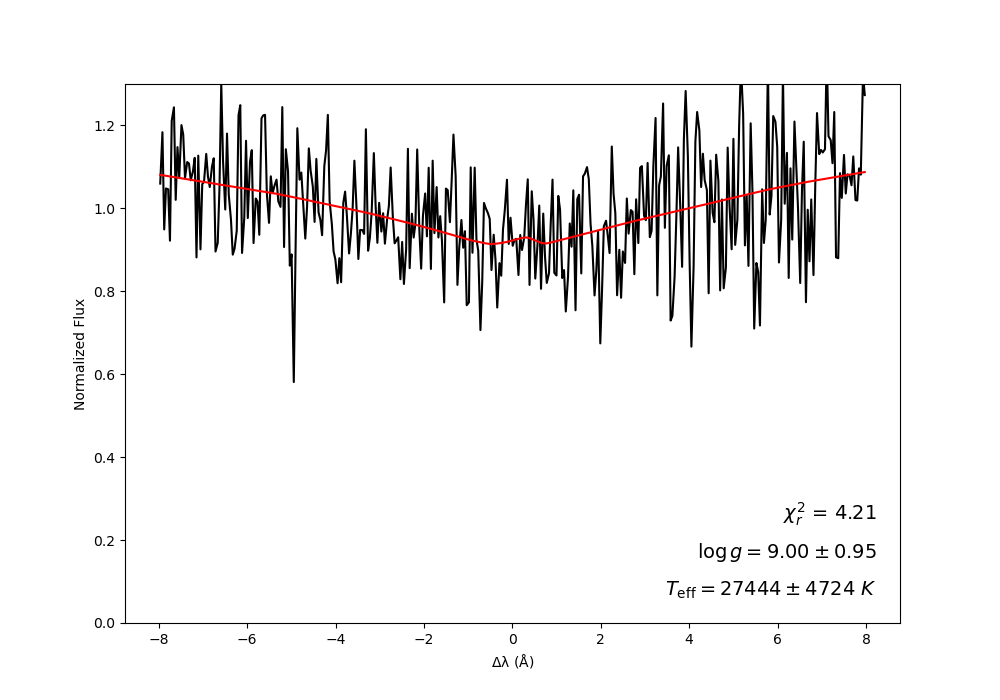 Normalized Flux
1.2
1.0
0.8
0.6
0.4
0.2
0.0
χ²ᵣ = 4.21
log g = 9.00 ± 0.95
T_eff = 27444 ± 4724 K
−8 −6 −4 −2 0 2 4 6 8
Δλ (Å)